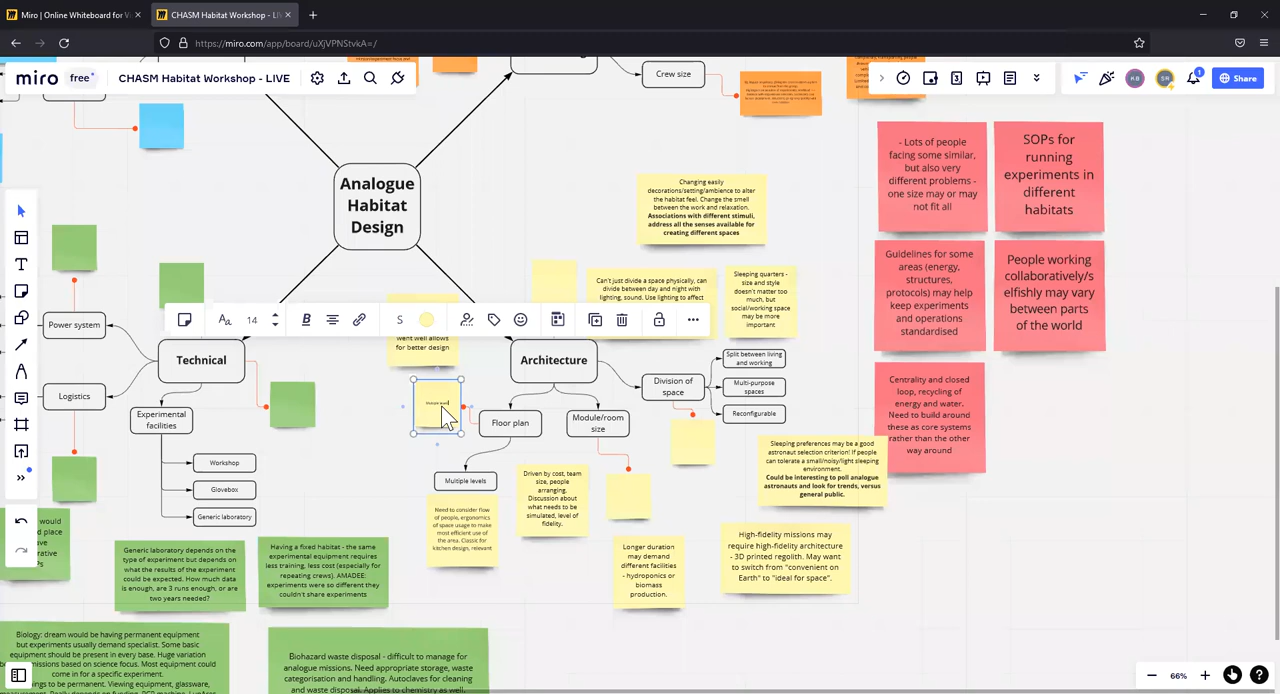 Miro | Online Whiteboard for Vi
CHASM Habitat Workshop - LIVE
https://miro.com/app/board/uXjVPNStvkA=/
miro
free
CHASM Habitat Workshop - LIVE
Share
Crew size
Analogue
Habitat
Design
Changing easily
decorations/setting/ambience to alter
the habitat feel. Change the
smell between the work and relaxation.
Associations with different stimuli,
address all the senses available for
creating different spaces
- Lots of people
facing some similar,
but also very
different problems -
one size may or may
not fit all
SOPs for
running
experiments in
different
habitats
Guidelines for some
areas (energy,
structures,
protocols) may help
keep experiments
and operations
standardised
People working
collaboratively/s
elfishly may vary
between parts
of the world
Centrality and closed
loop, recycling of
energy and water.
Need to build around
these as core systems
rather than the other
way around
Can't just divide a space physically, can
divide between day and night with
lighting, sound. Use lighting to affect
Sleeping quarters -
size and style
doesn't matter too
much, but
social/working space
may be more
important
14
B
S
went well allows
for better design
Power system
Technical
Logistics
Experimental
facilities
Workshop
Glovebox
Generic laboratory
Architecture
Floor plan
Module/room
size
Division of
space
Split between living
and working
Multi-purpose
spaces
Reconfigurable
Multiple levels
Need to consider flow
of people, ergonomics
of space usage to make
most efficient use of
the area. Classic for
kitchen design, relevant
Driven by cost, team
size, people
arranging.
Discussion about
what needs to be
simulated, level of
fidelity.
Sleeping preferences may be a good
astronaut selection criterion! If people
can tolerate a small/noisy/light sleeping
environment.
Could be interesting to poll analogue
astronauts and look for trends, versus
general public.
Longer duration
may demand
different facilities
- hydroponics or
biomass
production.
High-fidelity missions may
require high-fidelity architecture
- 3D printed regolith. May want
to switch from "convenient on
Earth" to "ideal for space".
would
d place
ve
orative
Ps
Generic laboratory depends on the
type of experiment but depends on
what the results of the experiment
could be expected. How much data
is enough, are 3 runs enough, or are
two years needed?
Having a fixed habitat - the same
experimental equipment requires
less training, less cost (especially for
repeating crews). AMADEE:
experiments were so different they
couldn't share experiments
Biology: dream would be having permanent equipment
but experiments usually demand specialist. Some basic
equipment should be present in every base. Huge variation
missions based on science focus. Most equipment could
come in for a specific experiment.
ings to be permanent. Viewing equipment, glassware,
Biohazard waste disposal - difficult to manage for
analogue missions. Need appropriate storage, waste
categorisation and handling. Autoclaves for cleaning
and waste disposal. Applies to chemistry as well.
66%